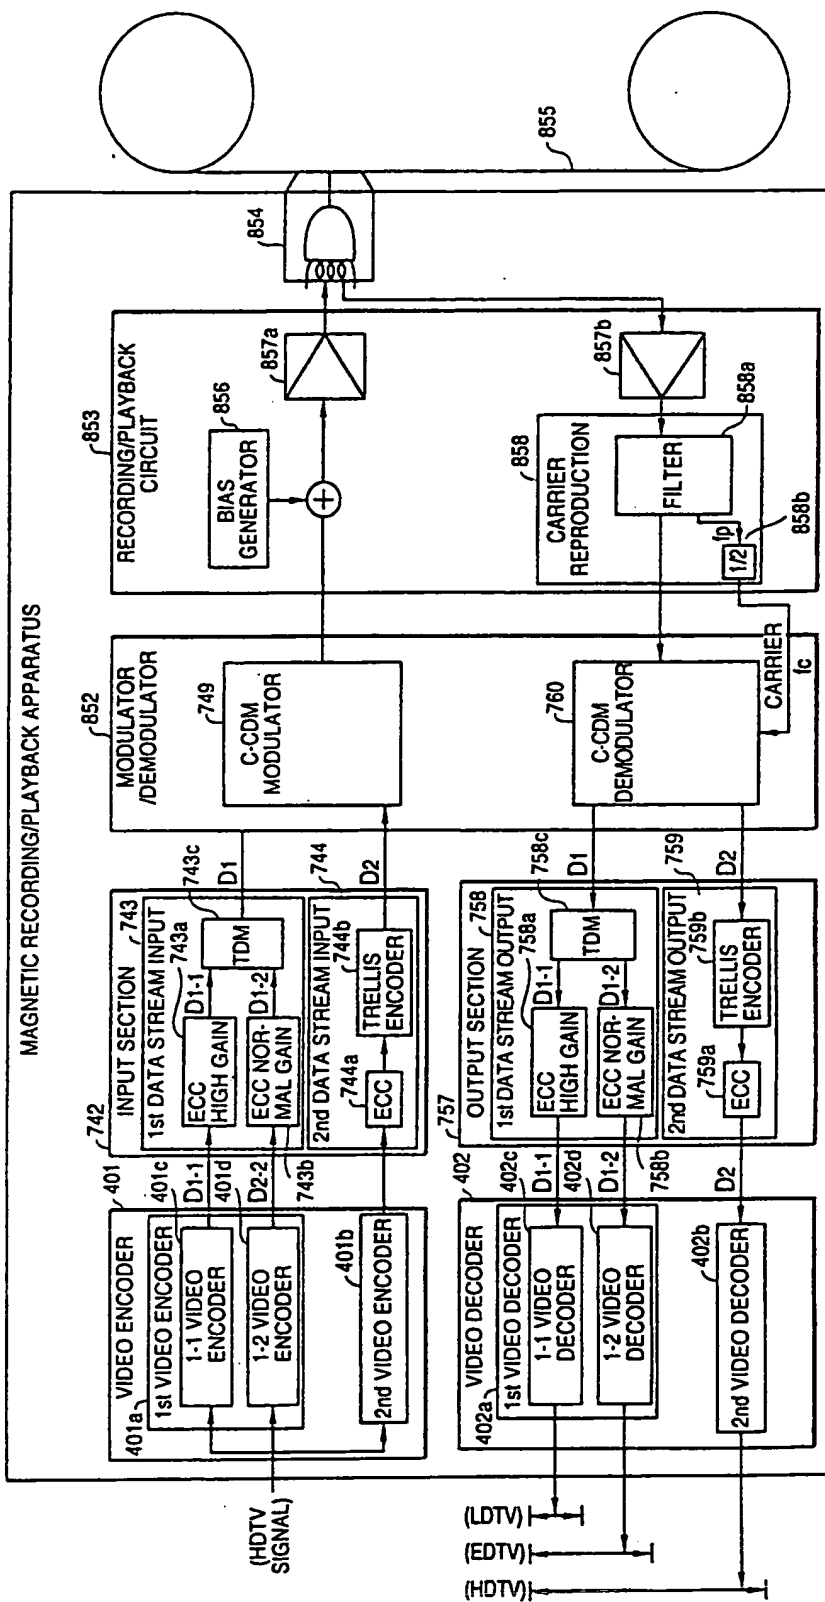 MAGNETIC RECORDING/PLAYBACK APPARATUS
401
VIDEO ENCODER
401a
1st VIDEO ENCODER
401c
1-1 VIDEO
ENCODER
401d
1-2 VIDEO
ENCODER
401b
2nd VIDEO ENCODER
(HDTV
SIGNAL)
D1-1
D2-2
742
INPUT SECTION
743
1st DATA STREAM INPUT
743a
ECC
HIGH GAIN
ECC NOR-
MAL GAIN
743b
D1-1
D1-2
743c
TDM
D1
744
2nd DATA STREAM INPUT
744a
ECC
744b
TRELLIS
ENCODER
D2
852
MODULATOR
/DEMODULATOR
749
C-CDM
MODULATOR
760
C-CDM
DEMODULATOR
CARRIER
fc
853
RECORDING/PLAYBACK
CIRCUIT
856
BIAS
GENERATOR
+
857a
854
855
857b
858
CARRIER
REPRODUCTION
858a
FILTER
fp
1/2
858b
402
VIDEO DECODER
402a
1st VIDEO DECODER
402c
1-1 VIDEO
DECODER
402d
1-2 VIDEO
DECODER
402b
2nd VIDEO DECODER
D1-1
D1-2
D2
757
OUTPUT SECTION
758
1st DATA STREAM OUTPUT
758a
ECC
HIGH GAIN
ECC NOR-
MAL GAIN
758b
D1-1
D1-2
758c
TDM
D1
759
2nd DATA STREAM OUTPUT
759a
ECC
759b
TRELLIS
ENCODER
D2
(LDTV)
(EDTV)
(HDTV)